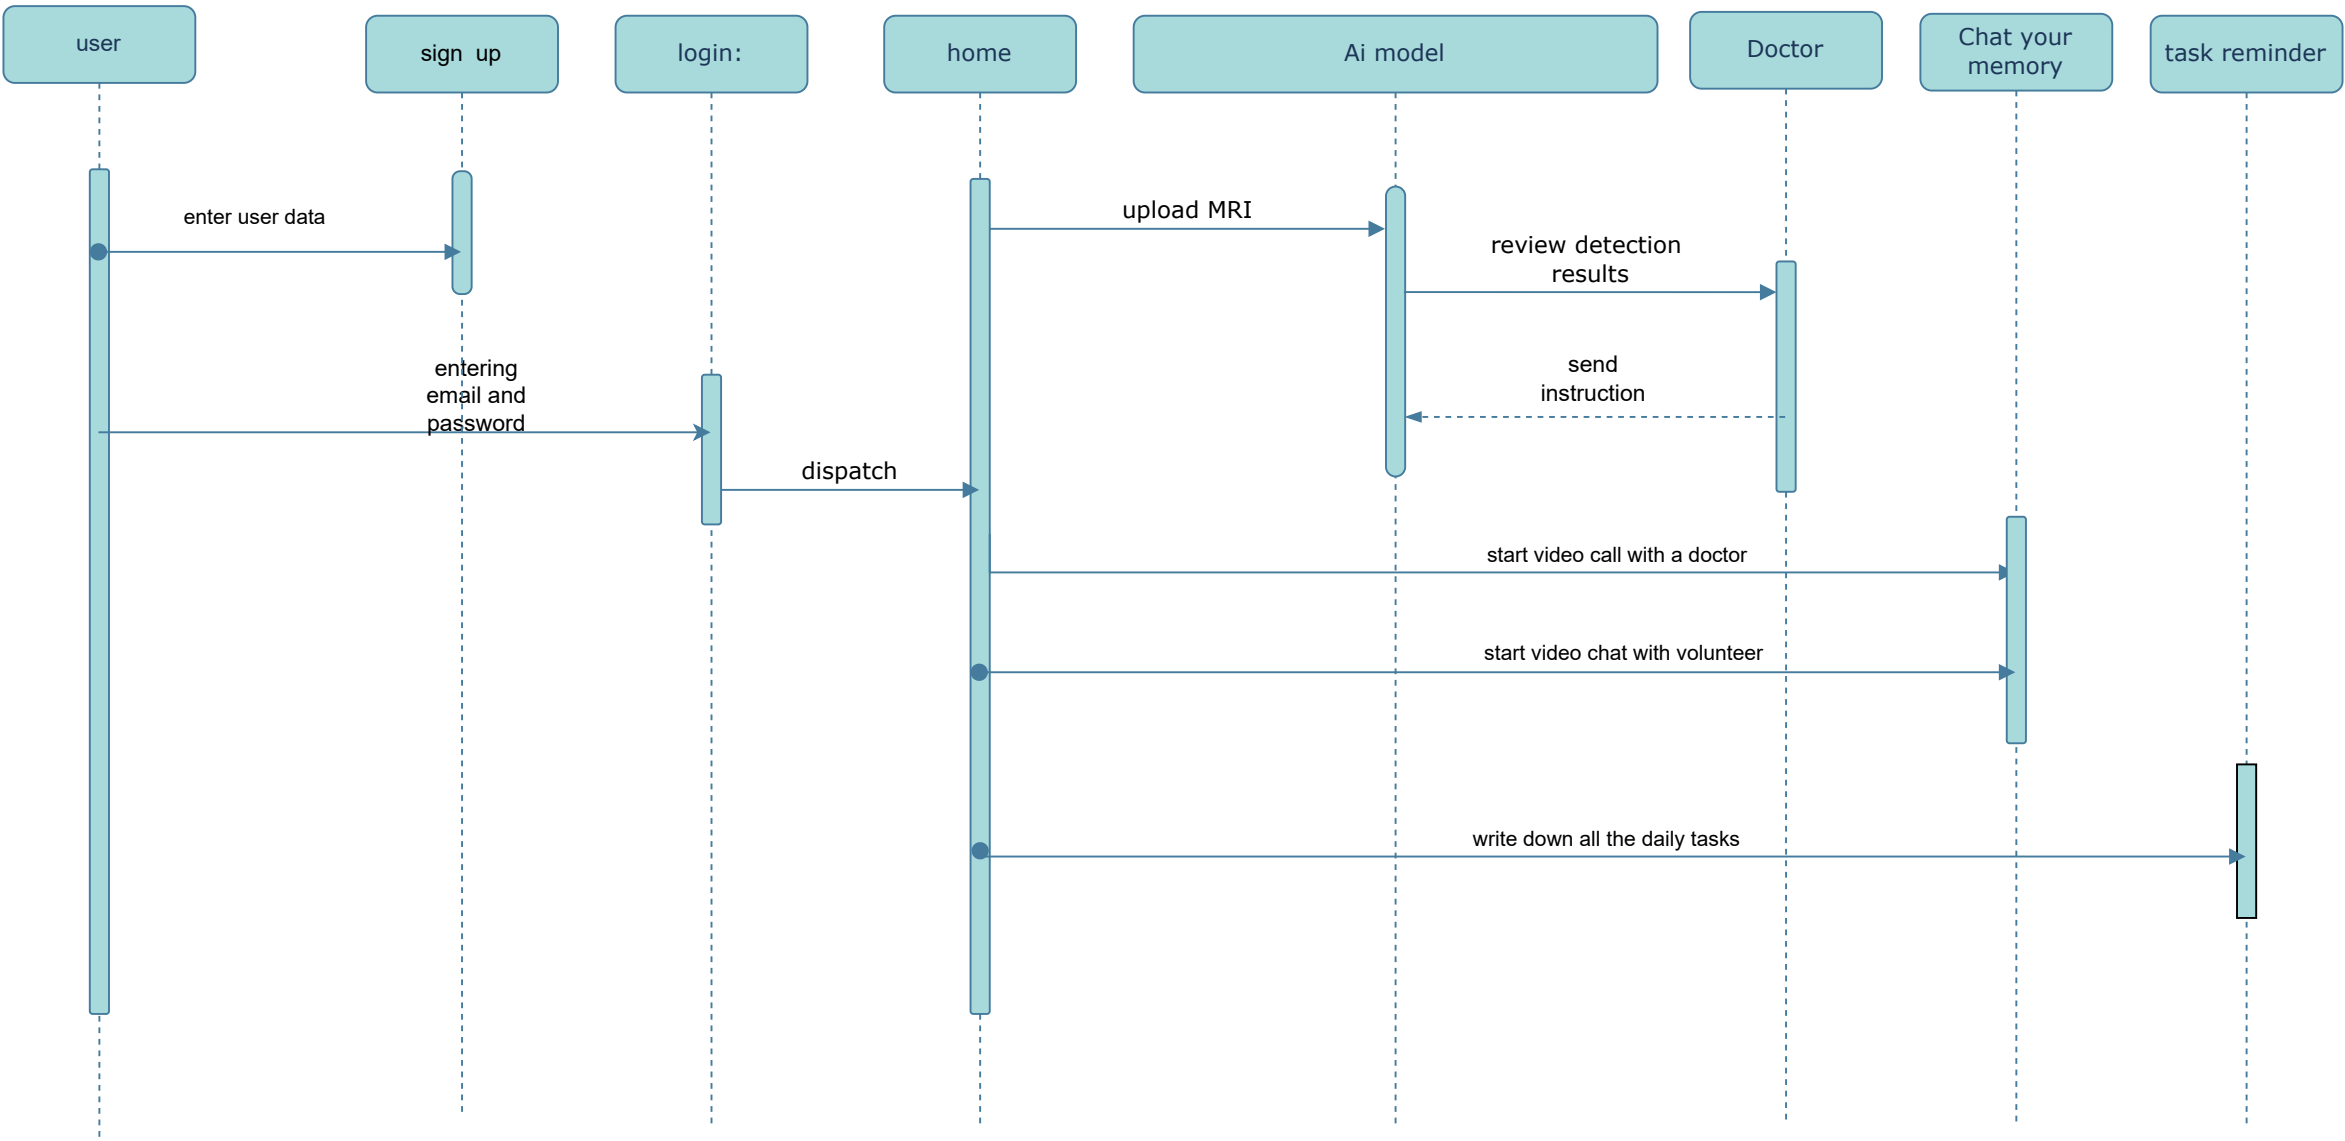 user
sign up
login:
home
Ai model
Doctor
Chat your
memory
task reminder
enter user data
upload MRI
review detection
results
entering
email and
password
send
instruction
dispatch
start video call with a doctor
start video chat with volunteer
write down all the daily tasks